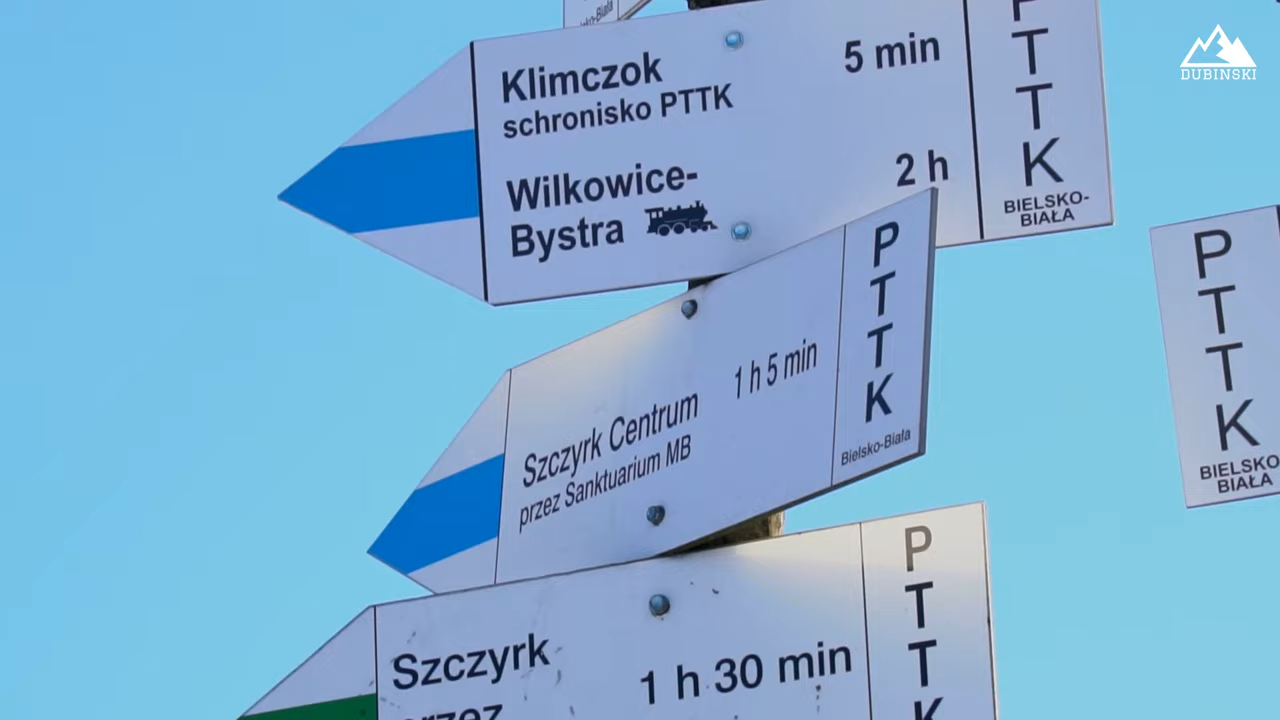 Klimczok
schronisko PTTK
5 min
Wilkowice-
Bystra
2 h
PTTK
BIELSKO-
BIAŁA
Szczyrk Centrum
przez Sanktuarium MB
1 h 5 min
PTTK
Bielsko-Biała
Szczyrk
przez
1 h 30 min
PTTK
PTTK
BIELSKO
BIAŁA
DUBINSKI